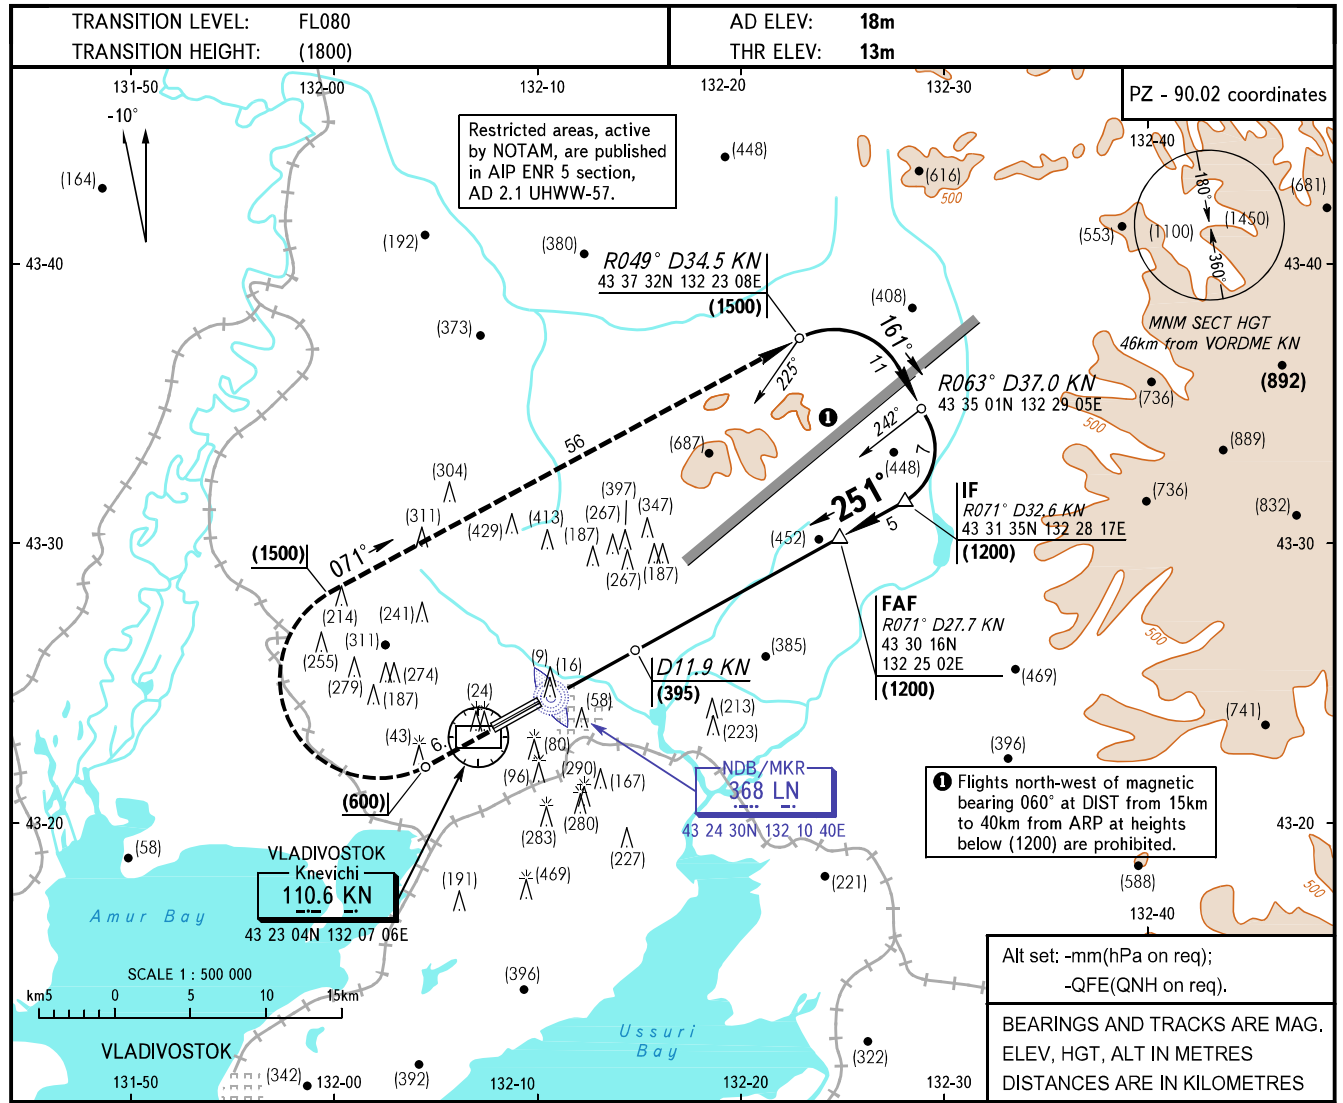 TRANSITION LEVEL: FL080
TRANSITION HEIGHT: (1800)
AD ELEV: 18m
THR ELEV: 13m
131-50
132-00
132-10
132-20
132-30
PZ - 90.02 coordinates
132-40
-10°
Restricted areas, active
by NOTAM, are published
in AIP ENR 5 section,
AD 2.1 UHWW-57.
(448)
(164)
(616)
500
180°
(681)
(1450)
(1100)
(553)
360°
(192)
(380)
43-40
43-40
R049° D34.5 KN
43 37 32N 132 23 08E
(1500)
(408)
MNM SECT HGT
46km from VORDME KN
(892)
(373)
161°
11
225°
R063° D37.0 KN
43 35 01N 132 29 05E
(736)
500
1
242°
7
(687)
56
(448)
(889)
(304)
(397)
(267)
(347)
251°
5
IF
R071° D32.6 KN
43 31 35N 132 28 17E
(1200)
(736)
(832)
(311)
(429)
(413)
(187)
(452)
43-30
43-30
(1500)
071°
(267)
(187)
FAF
R071° D27.7 KN
43 30 16N
132 25 02E
(1200)
(214)
(241)
500
(311)
(255)
(279)
(274)
(187)
(9)
(16)
D11.9 KN
(395)
(385)
(469)
(24)
(58)
(213)
(223)
(741)
(43)
6.
(80)
(396)
(96)
(290)
(167)
NDB/MKR
368 LN
43 24 30N 132 10 40E
(600)
(283)
(280)
1 Flights north-west of magnetic
bearing 060° at DIST from 15km
to 40km from ARP at heights
below (1200) are prohibited.
43-20
43-20
(58)
(227)
VLADIVOSTOK
Knevichi
110.6 KN
43 23 04N 132 07 06E
(191)
(469)
(221)
(588)
500
132-40
Amur Bay
SCALE 1 : 500 000
km5 0 5 10 15km
(396)
Alt set: -mm(hPa on req);
-QFE(QNH on req).
Ussuri
Bay
BEARINGS AND TRACKS ARE MAG.
ELEV, HGT, ALT IN METRES
DISTANCES ARE IN KILOMETRES
VLADIVOSTOK
(342)
(392)
(322)
131-50
132-00
132-10
132-20
132-30